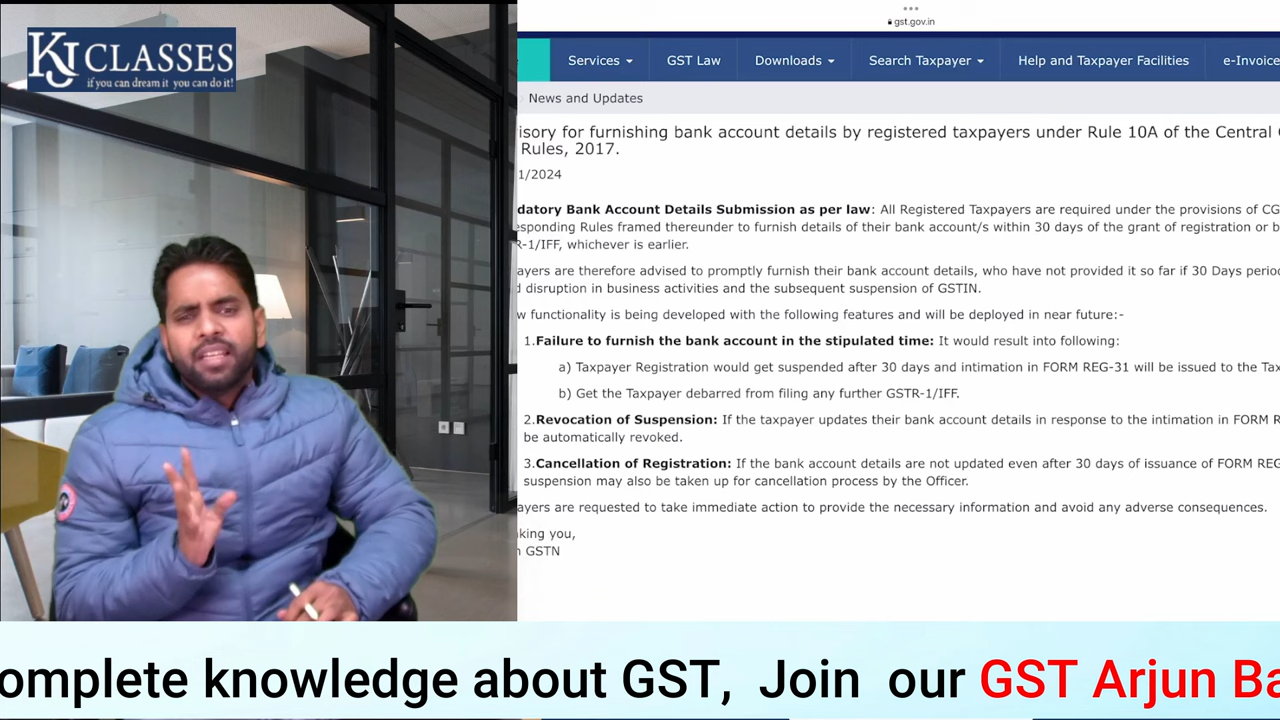 KJ CLASSES
if you can dream it you can do it!
gst.gov.in
Services
GST Law
Downloads
Search Taxpayer
Help and Taxpayer Facilities
e-Invoice
News and Updates
isory for furnishing bank account details by registered taxpayers under Rule 10A of the Central
Rules, 2017.
1/2024
datory Bank Account Details Submission as per law: All Registered Taxpayers are required under the provisions of CG
esponding Rules framed thereunder to furnish details of their bank account/s within 30 days of the grant of registration or b
R-1/IFF, whichever is earlier.
ayers are therefore advised to promptly furnish their bank account details, who have not provided it so far if 30 Days perio
d disruption in business activities and the subsequent suspension of GSTIN.
w functionality is being developed with the following features and will be deployed in near future:-
1.Failure to furnish the bank account in the stipulated time: It would result into following:
a) Taxpayer Registration would get suspended after 30 days and intimation in FORM REG-31 will be issued to the Tax
b) Get the Taxpayer debarred from filing any further GSTR-1/IFF.
2.Revocation of Suspension: If the taxpayer updates their bank account details in response to the intimation in FORM R
be automatically revoked.
3.Cancellation of Registration: If the bank account details are not updated even after 30 days of issuance of FORM REG
suspension may also be taken up for cancellation process by the Officer.
ayers are requested to take immediate action to provide the necessary information and avoid any adverse consequences.
king you,
GSTN
omplete knowledge about GST, Join our GST Arjun Ba